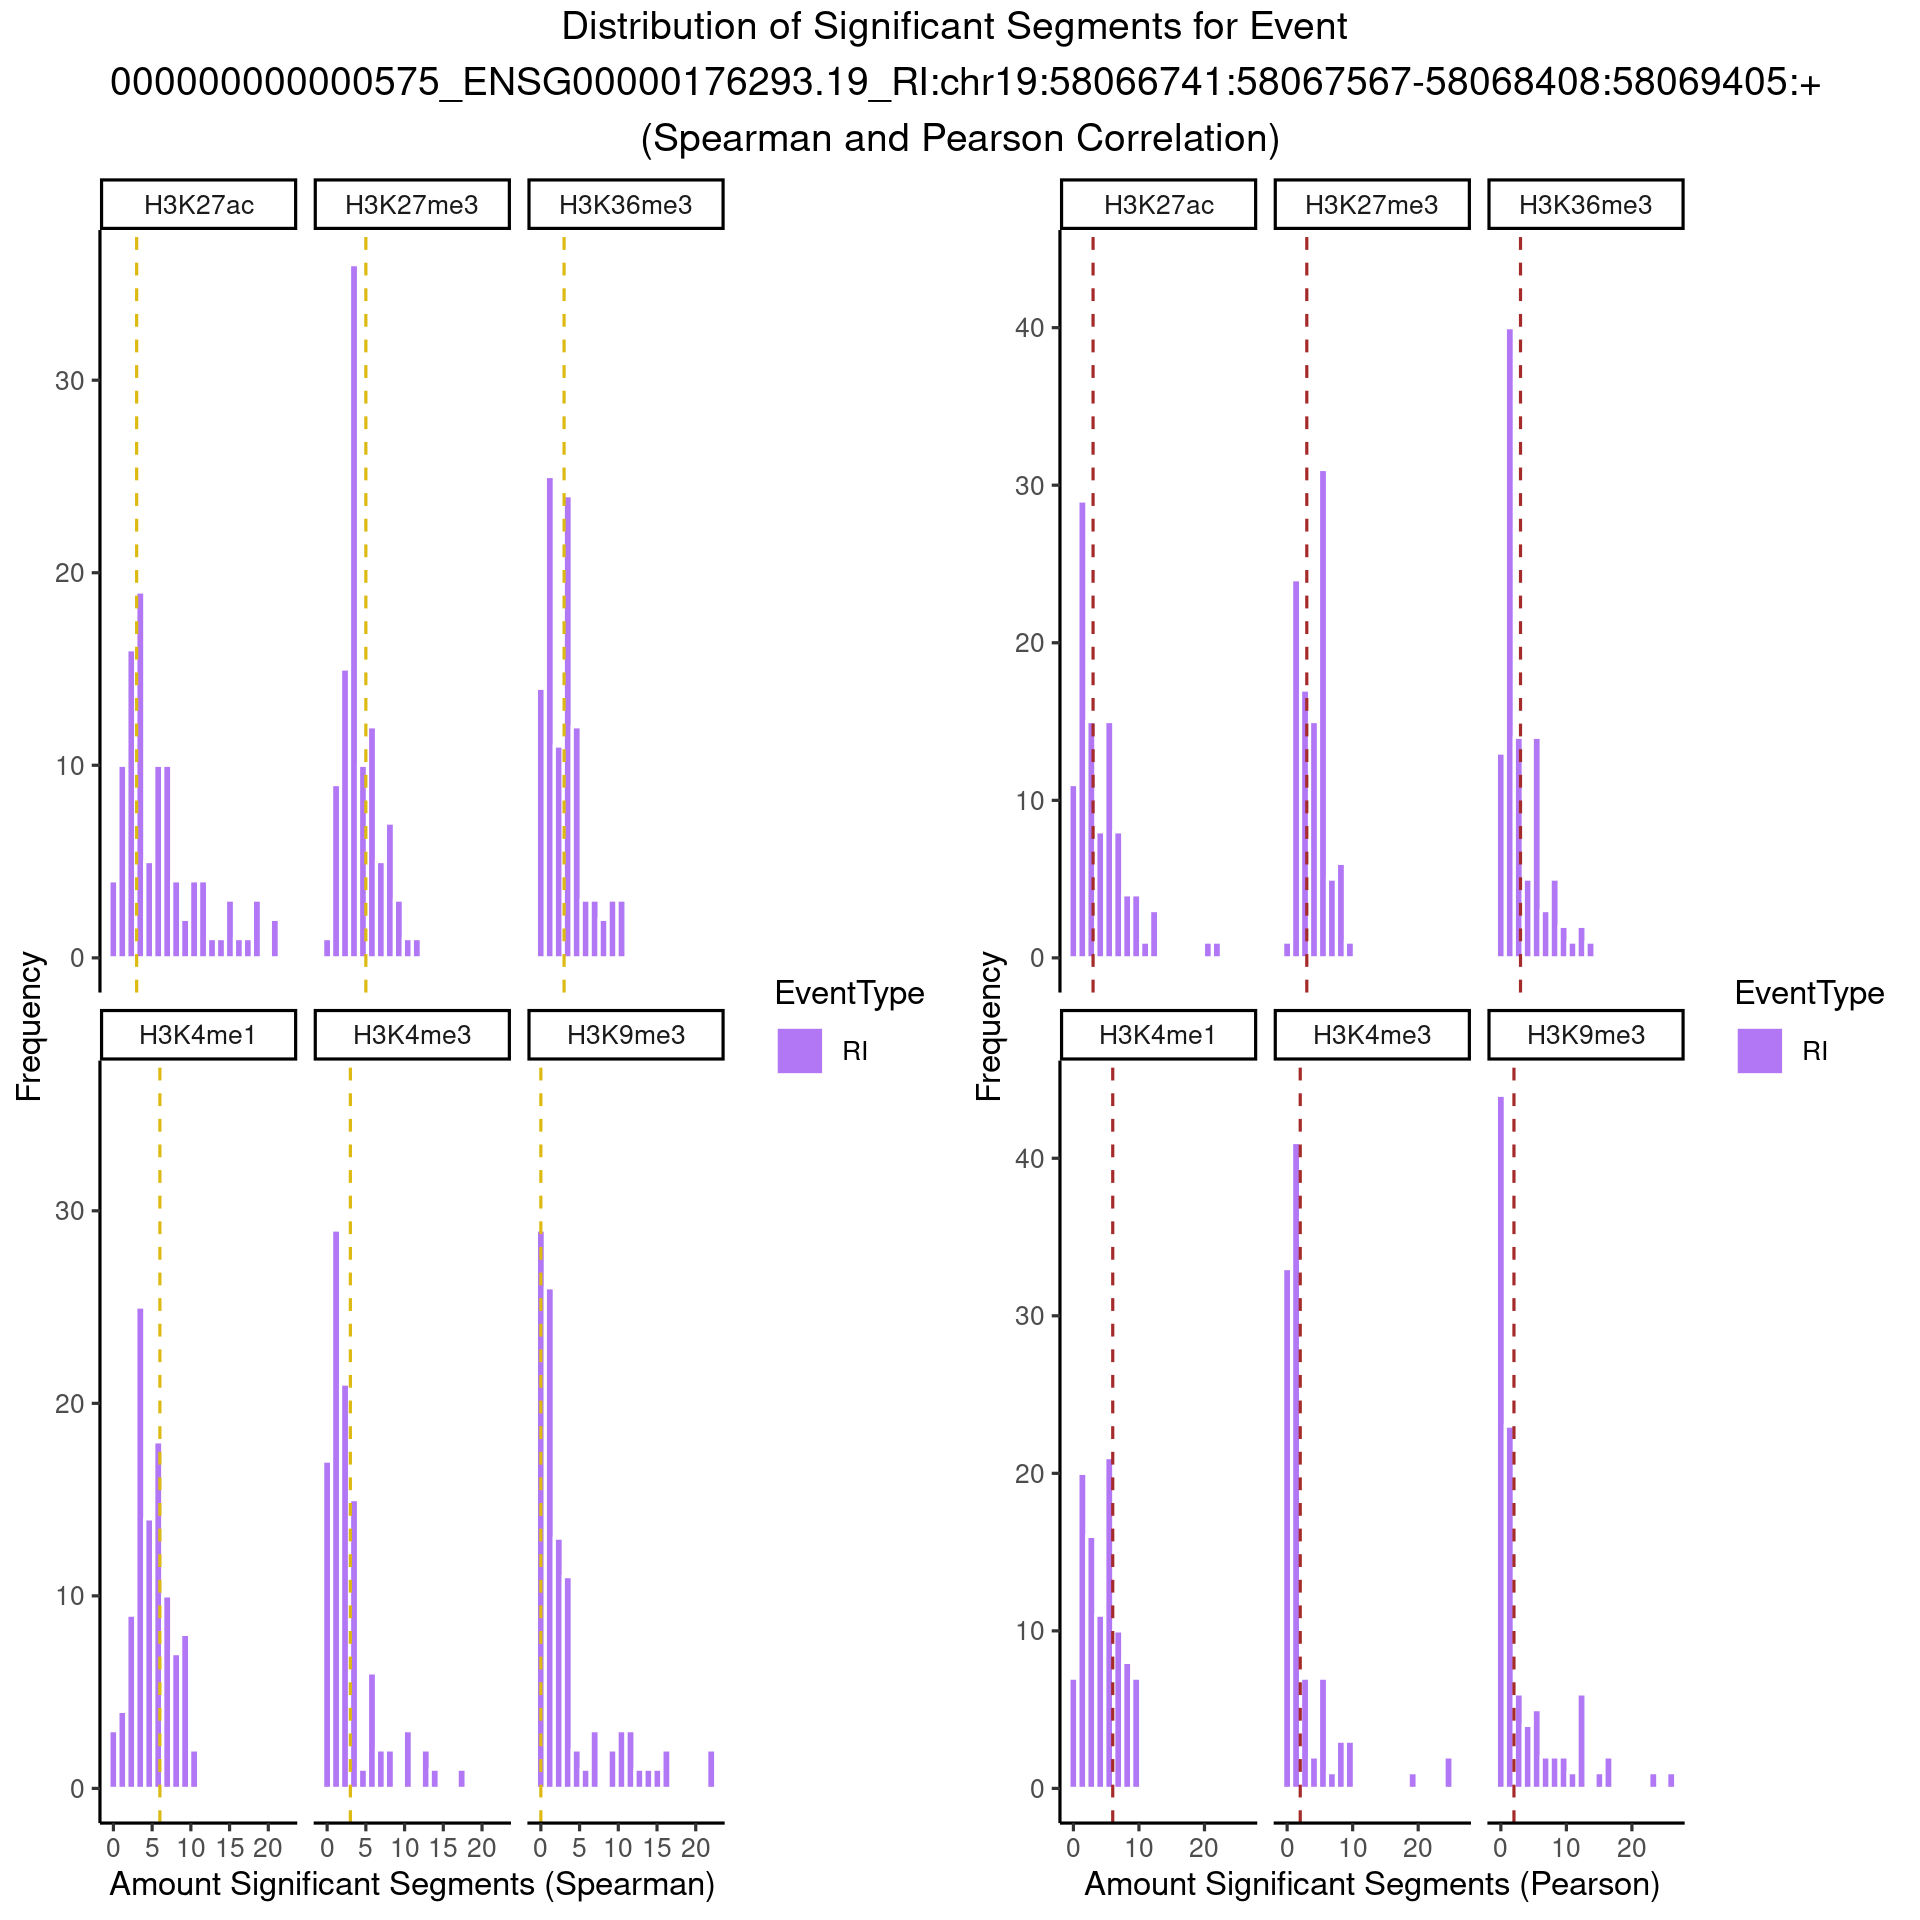 Distribution of Significant Segments for Event
000000000000575_ENSG00000176293.19_RI:chr19:58066741:58067567-58068408:58069405:+
(Spearman and Pearson Correlation)
H3K27ac
H3K27me3
H3K36me3
30
20
10
0
H3K4me1
H3K4me3
H3K9me3
30
20
10
0
0 5 10 15 20
0 5 10 15 20
0 5 10 15 20
Frequency
Amount Significant Segments (Spearman)
EventType
RI
H3K27ac
H3K27me3
H3K36me3
40
30
20
10
0
H3K4me1
H3K4me3
H3K9me3
40
30
20
10
0
0 10 20
0 10 20
0 10 20
Frequency
Amount Significant Segments (Pearson)
EventType
RI